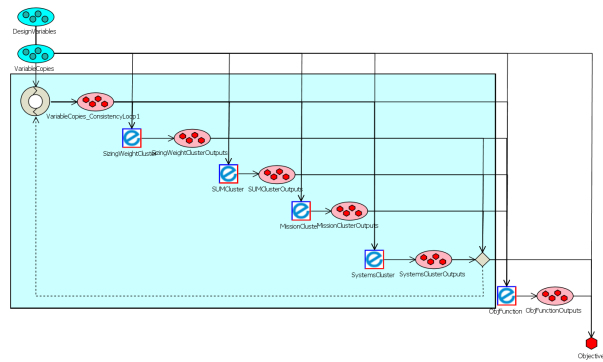 DesignVariables
VariableCopies
VariableCopies_ConsistencyLoop1
SizingWeightCluster
SizingWeightClusterOutputs
SUMCluster
SUMClusterOutputs
MissionCluster
MissionClusterOutputs
SystemsCluster
SystemsClusterOutputs
ObjFunction
ObjFunctionOutputs
Objective